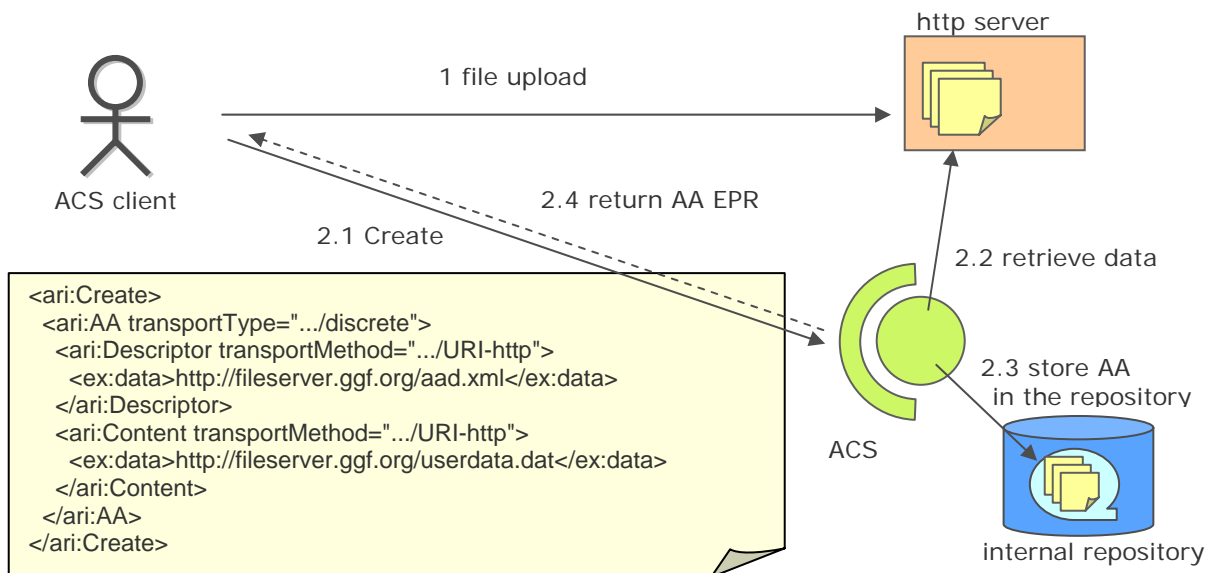 http server
1 file upload
ACS client
2.4 return AA EPR
2.1 Create
2.2 retrieve data
<ari:Create>
<ari:AA transportType=".../discrete">
<ari:Descriptor transportMethod=".../URI-http">
<ex:data>http://fileserver.ggf.org/aad.xml</ex:data>
</ari:Descriptor>
<ari:Content transportMethod=".../URI-http">
<ex:data>http://fileserver.ggf.org/userdata.dat</ex:data>
</ari:Content>
</ari:AA>
</ari:Create>
2.3 store AA
in the repository
ACS
internal repository